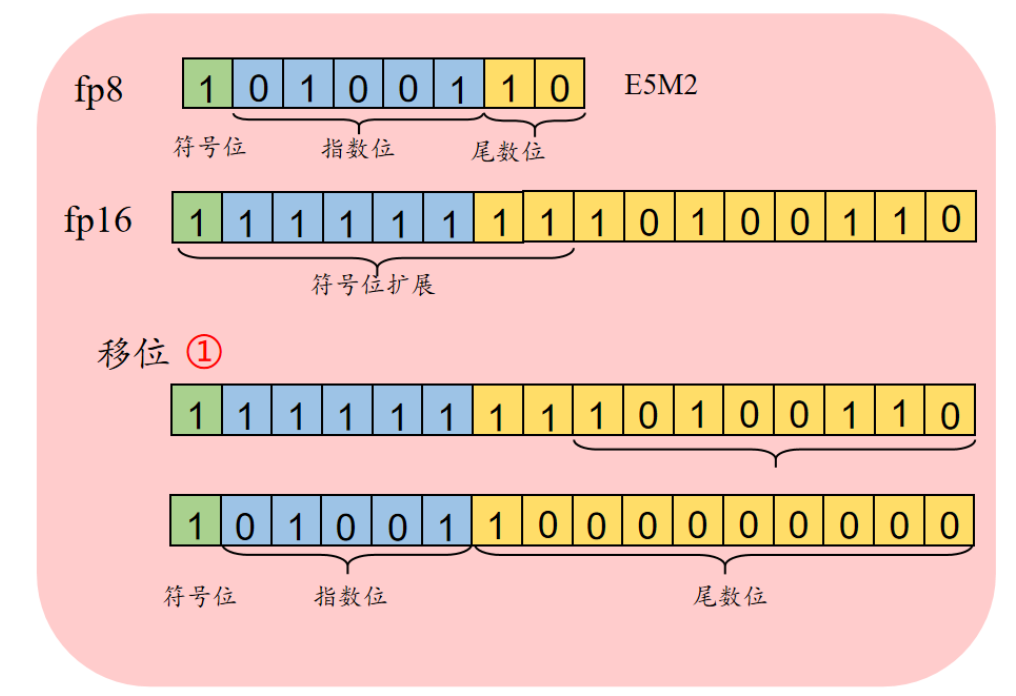 fp8 1 0 1 0 0 1 1 0 E5M2
符号位 指数位 尾数位
fp16 1 1 1 1 1 1 1 1 1 0 1 0 0 1 1 0
符号位扩展
移位 ①
1 1 1 1 1 1 1 1 1 0 1 0 0 1 1 0
1 0 1 0 0 1 1 0 0 0 0 0 0 0 0 0
符号位 指数位 尾数位